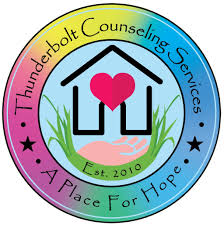 Thunderbolt Counseling Services
Est. 2010
A Place For Hope